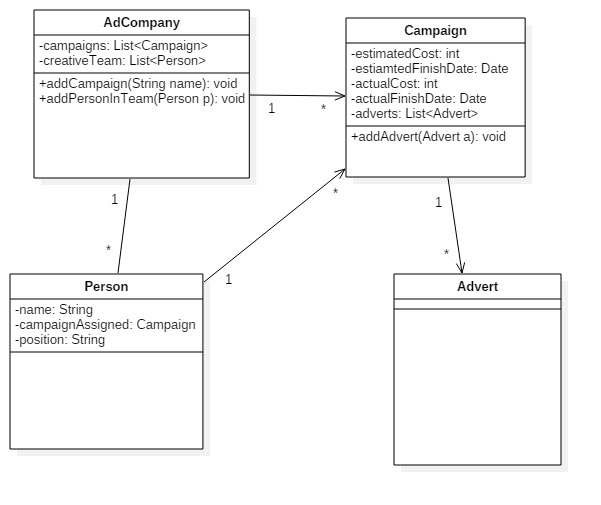 AdCompany
-campaigns: List<Campaign>
-creativeTeam: List<Person>
+addCampaign(String name): void
+addPersonInTeam(Person p): void
Campaign
-estimatedCost: int
-estiamtedFinishDate: Date
-actualCost: int
-actualFinishDate: Date
-adverts: List<Advert>
+addAdvert(Advert a): void
1
*
1
*
1
*
1
*
Person
-name: String
-campaignAssigned: Campaign
-position: String
Advert